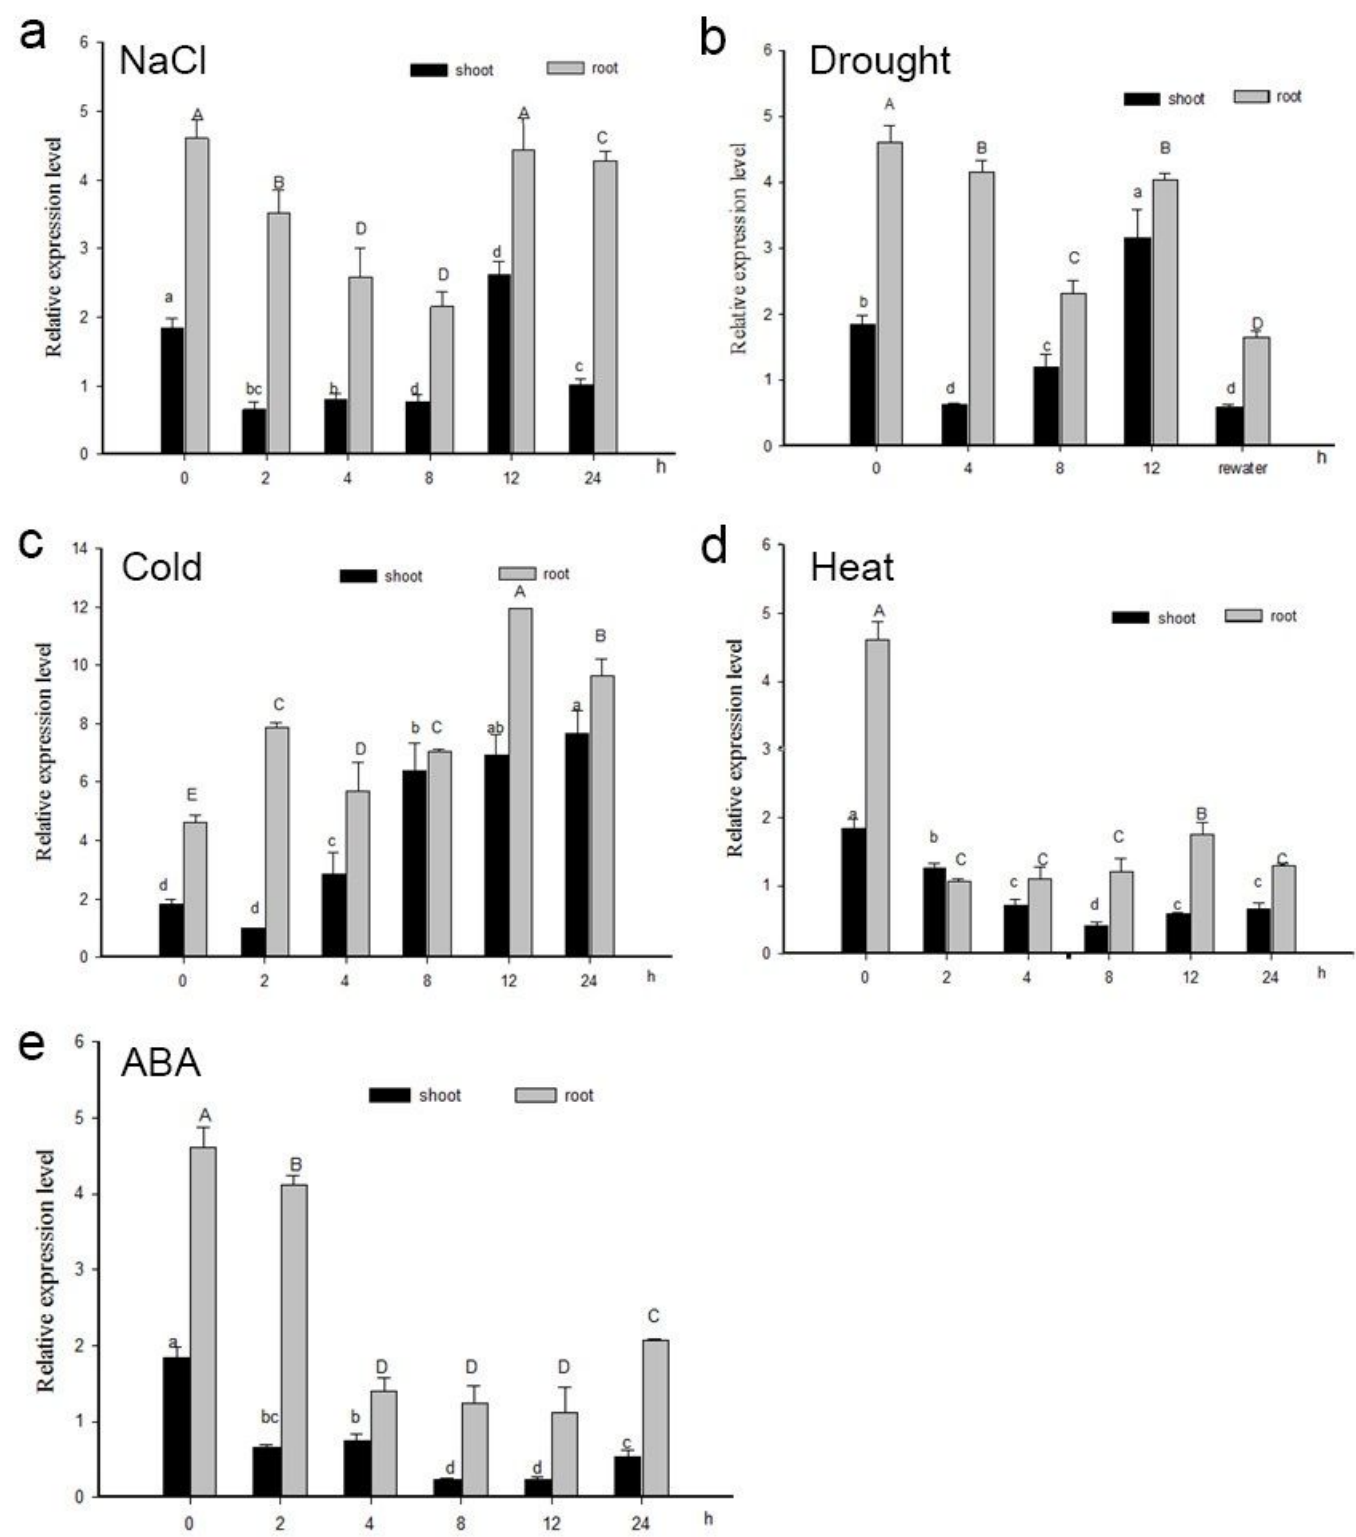 a
NaCl
shoot
root
Relative expression level
6
5
4
3
2
1
0
a
A
bc
B
b
D
d
D
d
A
c
C
0
2
4
8
12
24
h
b
Drought
shoot
root
Relative expression level
6
5
4
3
2
1
0
b
A
d
B
c
C
a
B
d
D
0
4
8
12
rewater
h
c
Cold
shoot
root
Relative expression level
14
12
10
8
6
4
2
0
d
E
d
C
c
D
b
C
ab
A
a
B
0
2
4
8
12
24
h
d
Heat
shoot
root
Relative expression level
6
5
4
3
2
1
0
a
A
b
C
c
C
d
C
c
B
c
C
0
2
4
8
12
24
h
e
ABA
shoot
root
Relative expression level
6
5
4
3
2
1
0
a
A
bc
B
b
D
d
D
d
D
c
C
0
2
4
8
12
24
h